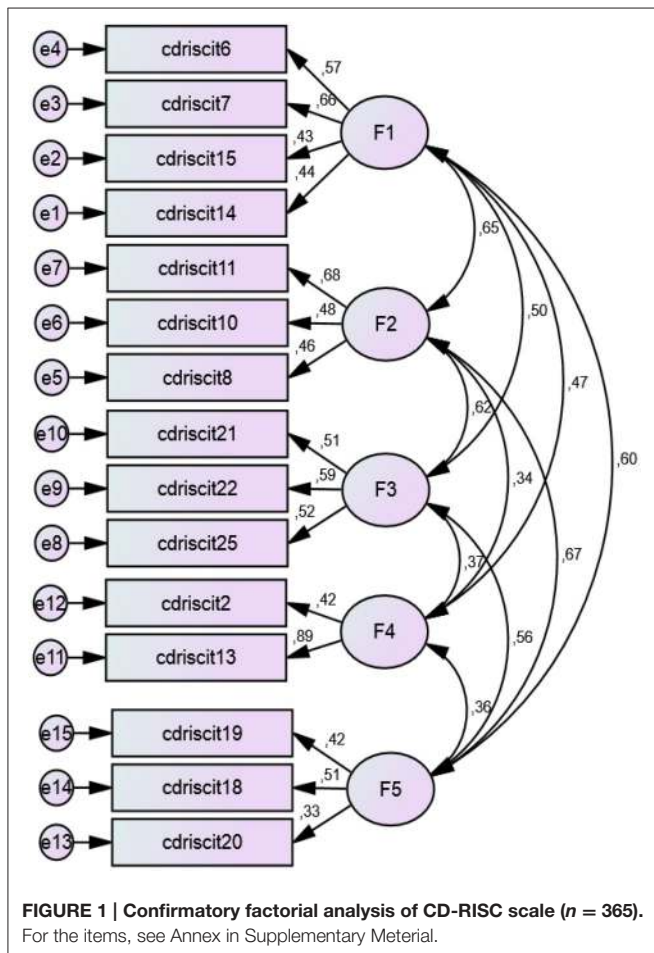 e4 cdriscit6 ,57
e3 cdriscit7 ,66 F1
e2 cdriscit15 ,43
e1 cdriscit14 ,44
,65
e7 cdriscit11 ,68
,50
e6 cdriscit10 ,48 F2
e5 cdriscit8 ,46
,47
,62
e10 cdriscit21 ,51
,60
e9 cdriscit22 ,59 F3
,34
e8 cdriscit25 ,52
,67
,37
e12 cdriscit2 ,42
F4
,56
e11 cdriscit13 ,89
,36
e15 cdriscit19 ,42
e14 cdriscit18 ,51 F5
e13 cdriscit20 ,33
FIGURE 1 | Confirmatory factorial analysis of CD-RISC scale (n = 365).
For the items, see Annex in Supplementary Meterial.